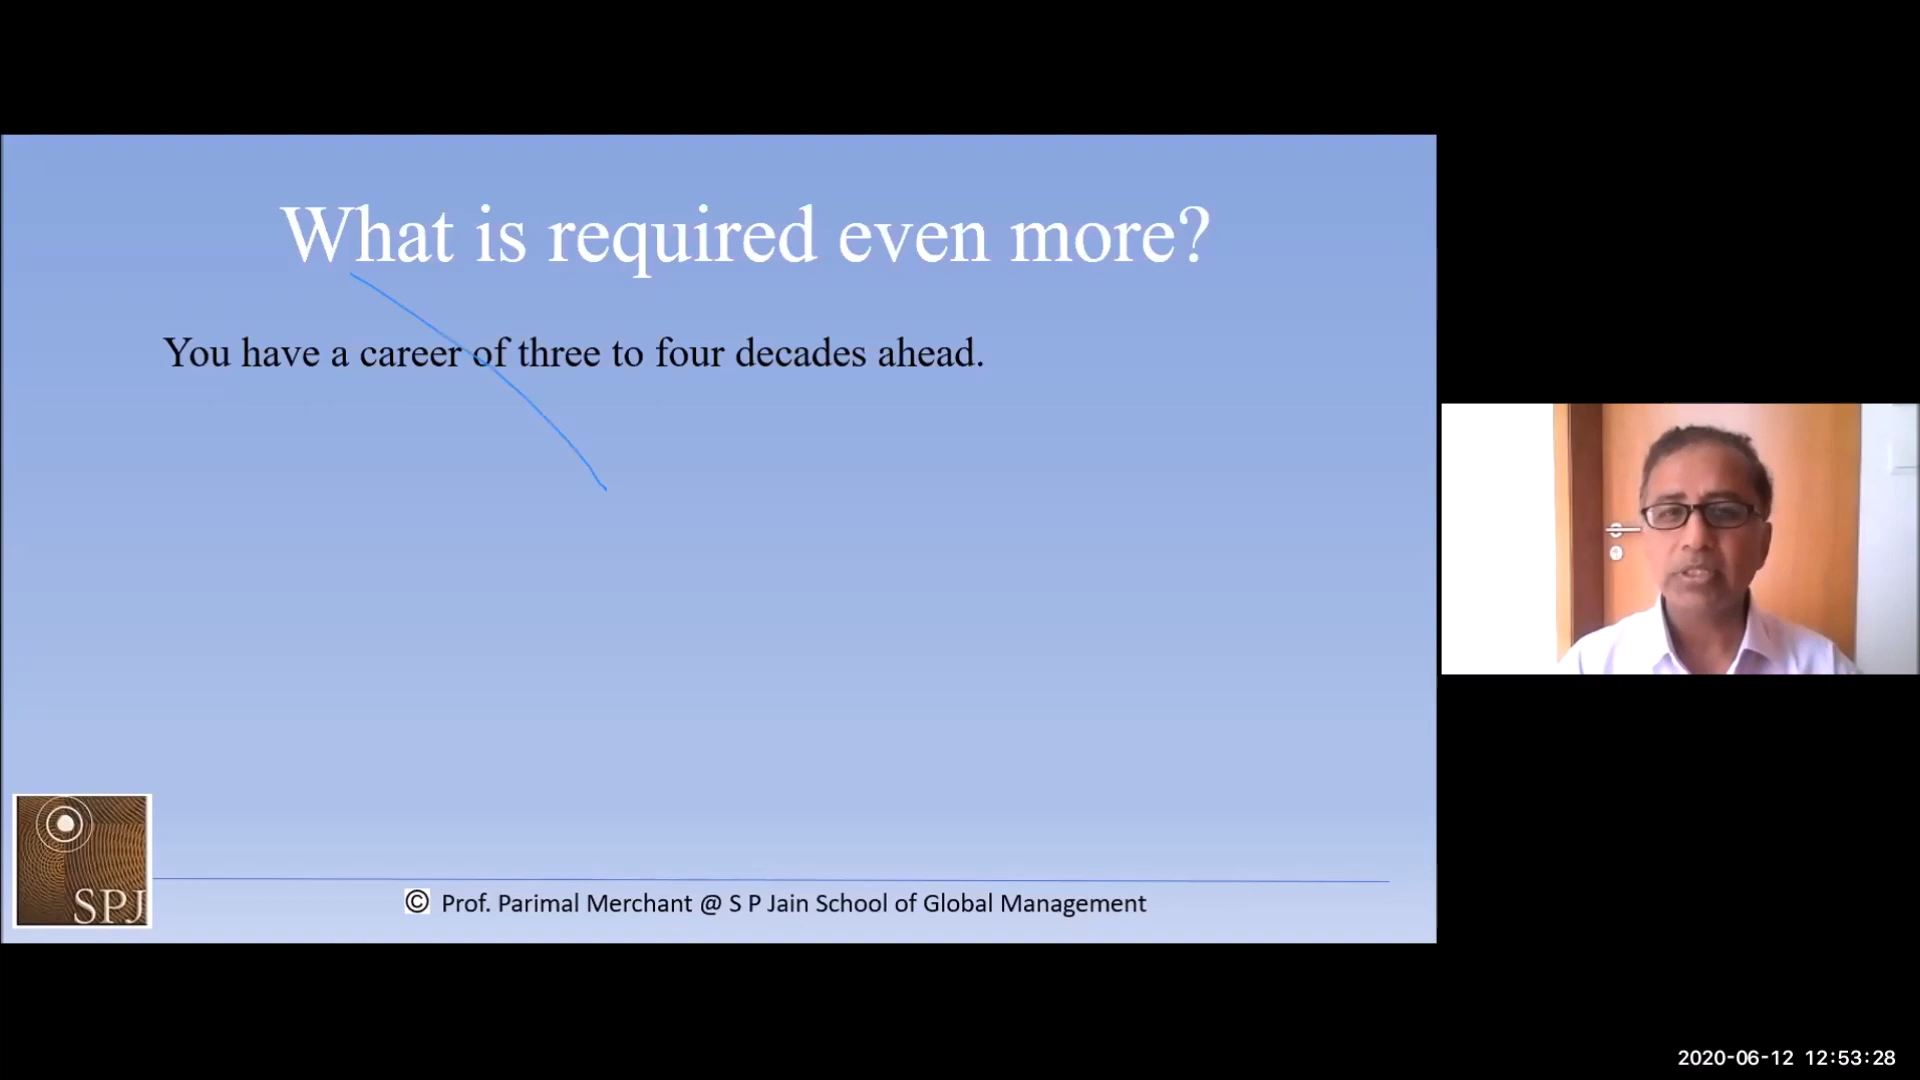 What is required even more?
You have a career of three to four decades ahead.
SPJ
© Prof. Parimal Merchant @ S P Jain School of Global Management
2020-06-12 12:53:28